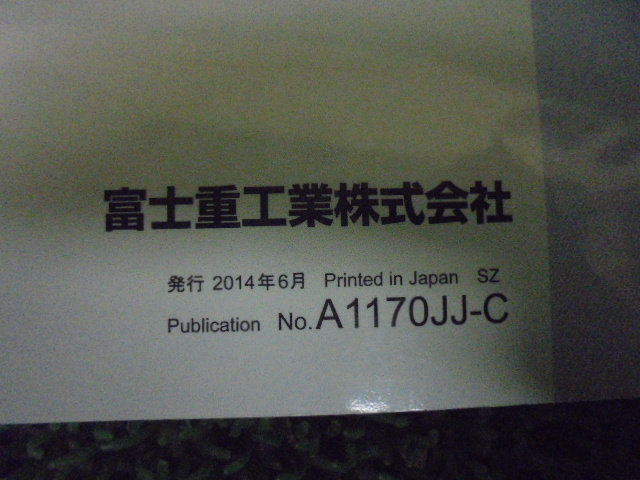 富士重工業株式会社
発行 2014年6月 Printed in Japan SZ
Publication No.A1170JJ-C